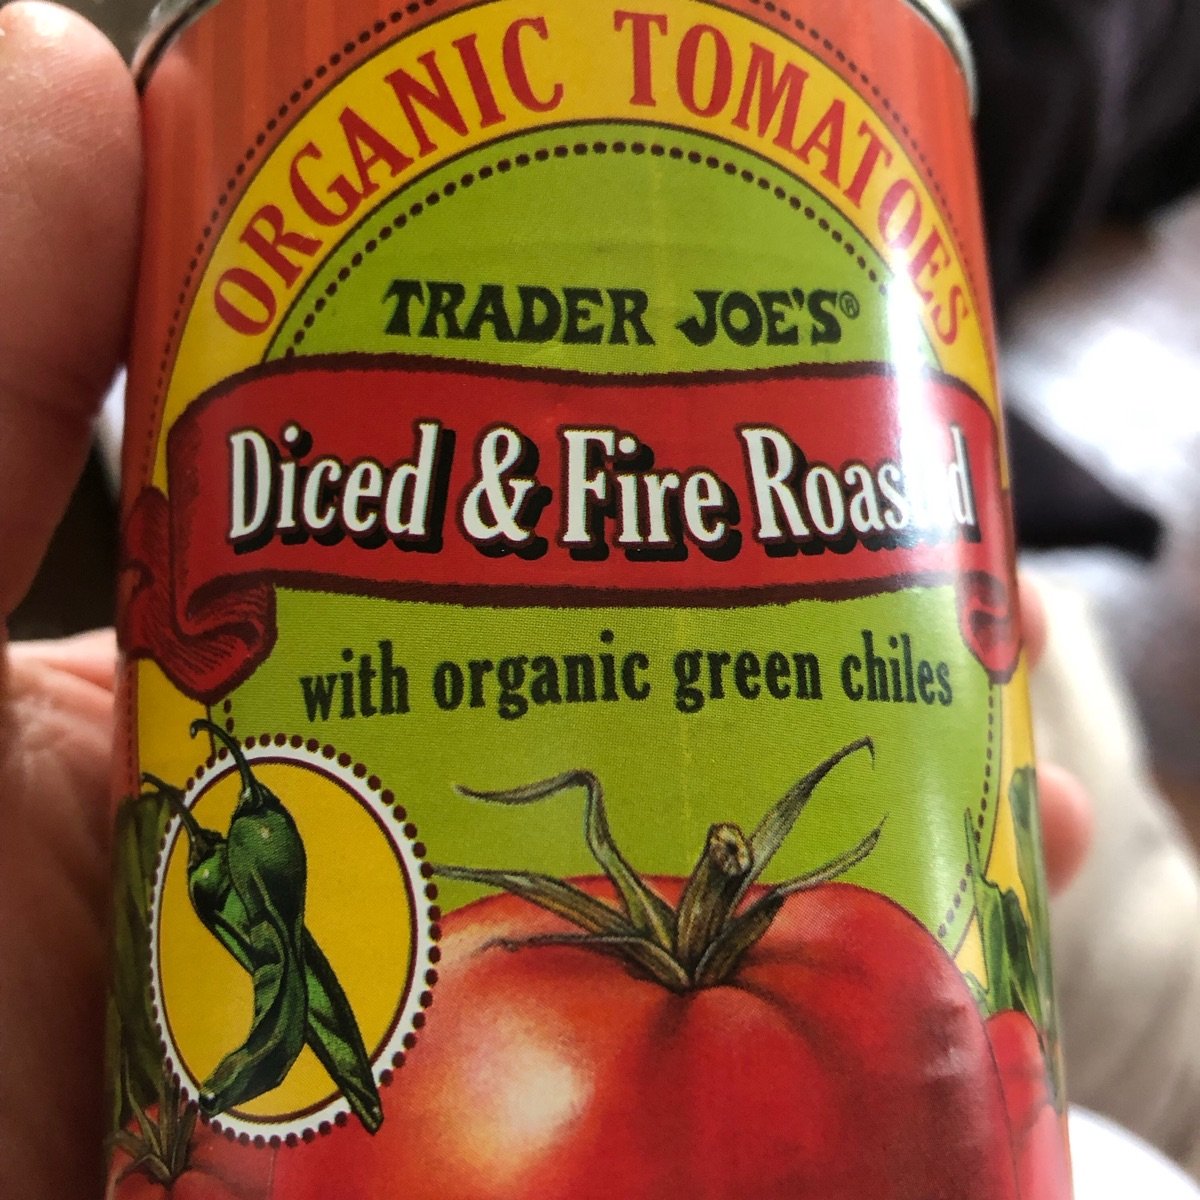 ORGANIC TOMATOES
TRADER JOE'S®
Diced & Fire Roasted
with organic green chiles